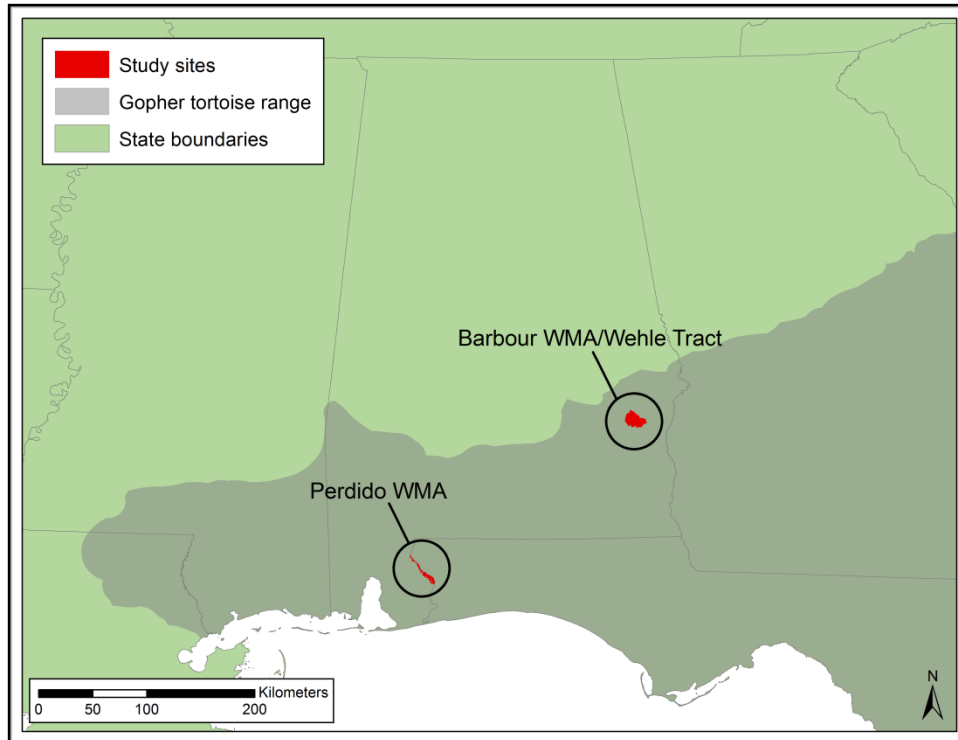 Study sites
Gopher tortoise range
State boundaries
Barbour WMA/Wehle Tract
Perdido WMA
Kilometers
0 50 100 200
N